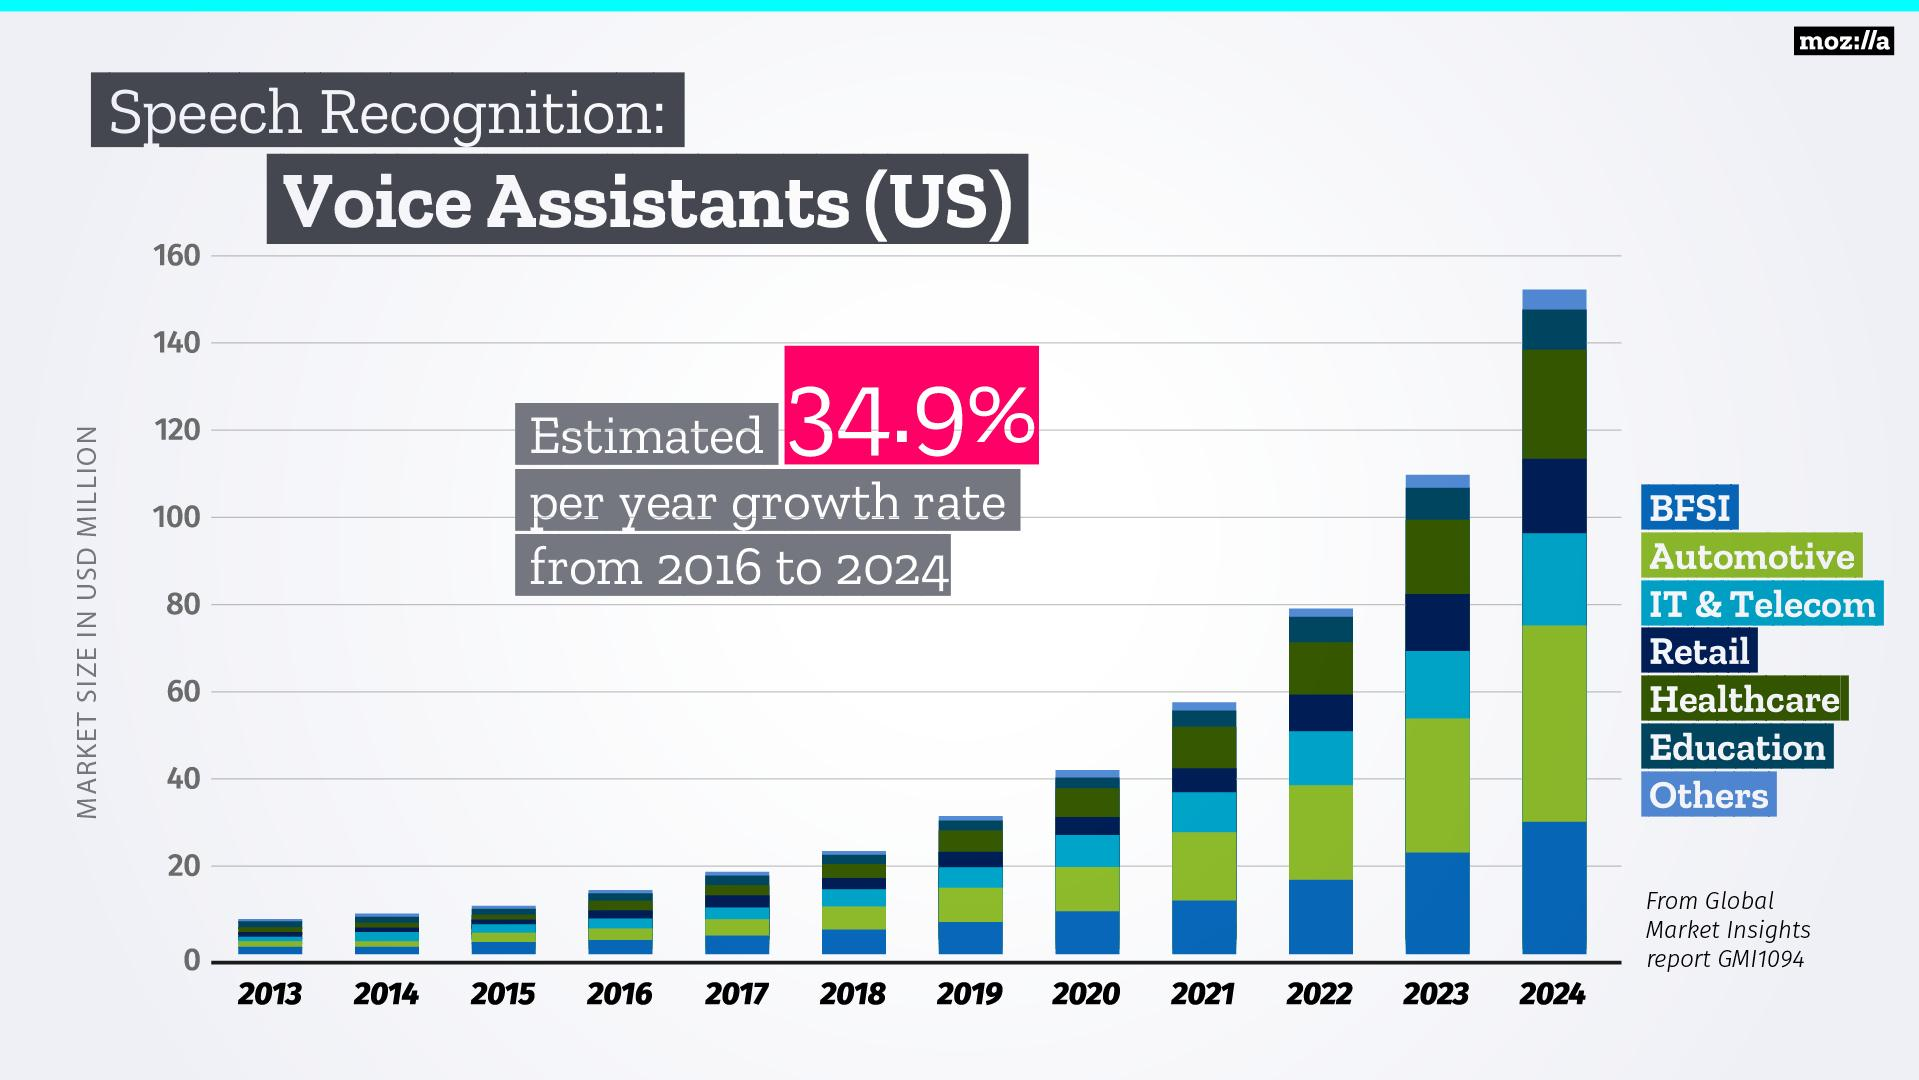 moz://a
Speech Recognition:
Voice Assistants (US)
160
140
120
100
80
60
40
20
0
MARKET SIZE IN USD MILLION
Estimated 34.9%
per year growth rate
from 2016 to 2024
2013 2014 2015 2016 2017 2018 2019 2020 2021 2022 2023 2024
BFSI
Automotive
IT & Telecom
Retail
Healthcare
Education
Others
From Global
Market Insights
report GMI1094